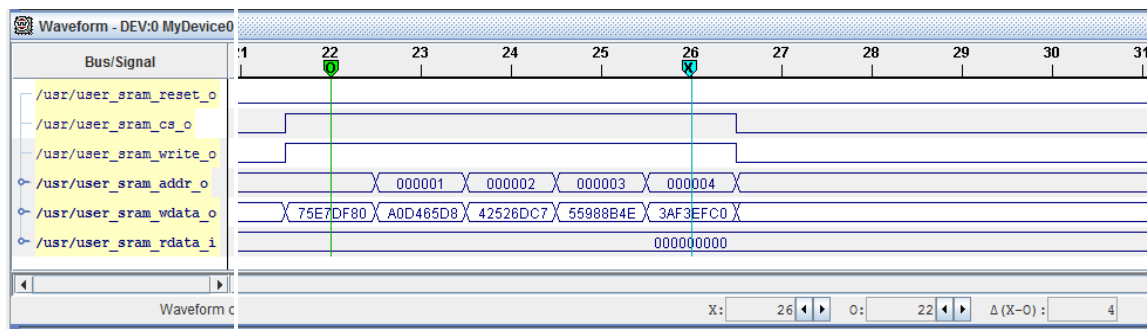 Waveform - DEV:0 MyDevice0
Bus/Signal
21 22 23 24 25 26 27 28 29 30 31
O X
/usr/user_sram_reset_o
/usr/user_sram_cs_o
/usr/user_sram_write_o
/usr/user_sram_addr_o 000001 000002 000003 000004
/usr/user_sram_wdata_o 75E7DF80 A0D465D8 42526DC7 55988B4E 3AF3EFC0
/usr/user_sram_rdata_i 000000000
Waveform c X: 26 O: 22 Δ(X-O): 4